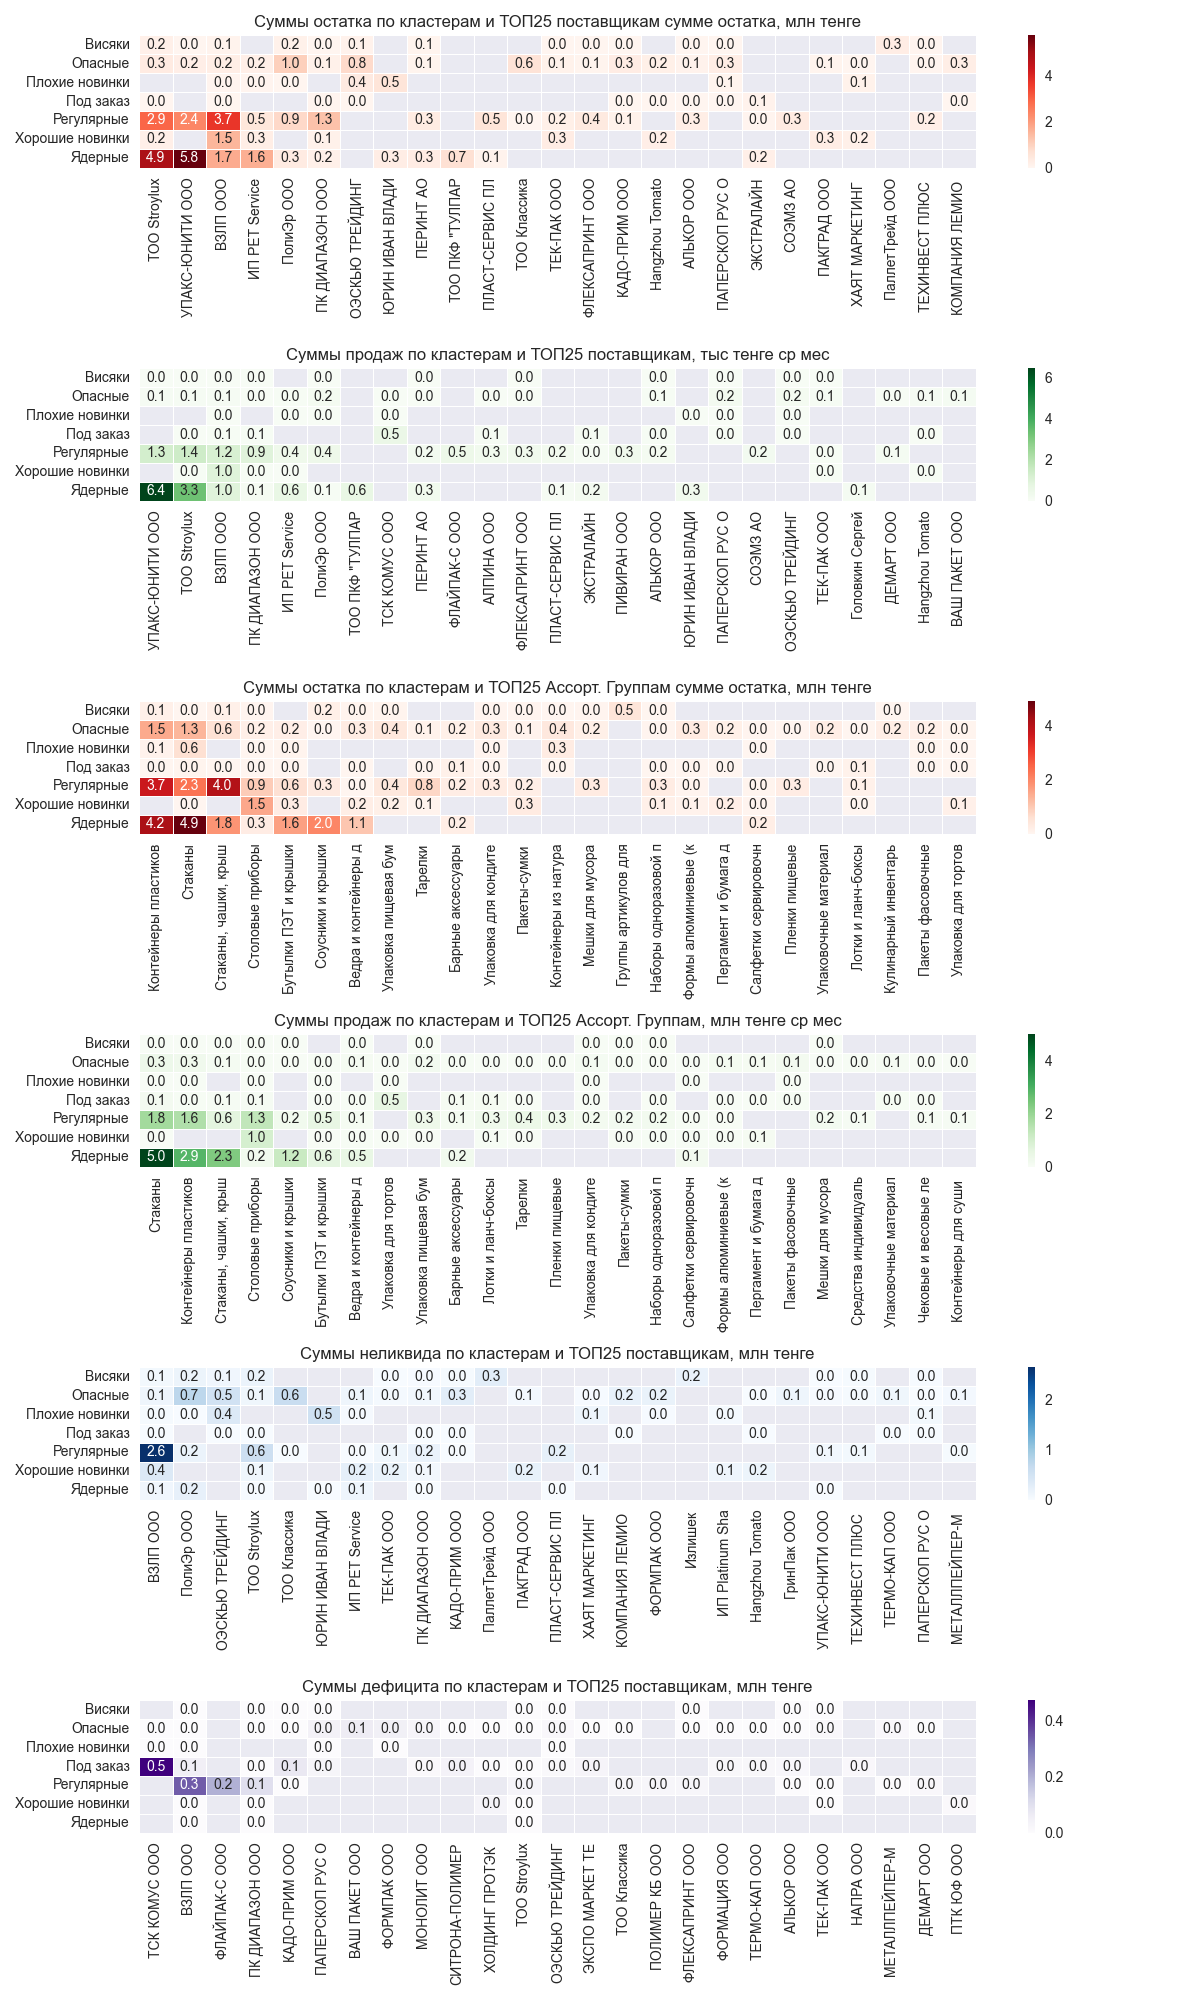 Суммы остатка по кластерам и ТОП25 поставщикам сумме остатка, млн тенге
Висяки 0.2 0.0 0.1 0.2 0.0 0.1 0.1 0.0 0.0 0.0 0.0 0.0 0.3 0.0
Опасные 0.3 0.2 0.2 0.2 1.0 0.1 0.8 0.1 0.6 0.1 0.1 0.3 0.2 0.1 0.3 0.1 0.0 0.0 0.3
Плохие новинки 0.0 0.0 0.0 0.4 0.5 0.1 0.1
Под заказ 0.0 0.0 0.0 0.0 0.0 0.0 0.0 0.0 0.1 0.0
Регулярные 2.9 2.4 3.7 0.5 0.9 1.3 0.3 0.5 0.0 0.2 0.4 0.1 0.3 0.0 0.3 0.2
Хорошие новинки 0.2 1.5 0.3 0.1 0.3 0.2 0.3 0.2
Ядерные 4.9 5.8 1.7 1.6 0.3 0.2 0.3 0.3 0.7 0.1 0.2
4
2
0
ТОО Stroylux
УПАКС-ЮНИТИ ООО
ВЗЛП ООО
ИП PET Service
ПолиЭр ООО
ПК ДИАПАЗОН ООО
ОЭСКЬЮ ТРЕЙДИНГ
ЮРИН ИВАН ВЛАДИ
ПЕРИНТ АО
ТОО ПКФ "ТУЛПАР
ПЛАСТ-СЕРВИС ПЛ
ТОО Классика
ТЕК-ПАК ООО
ФЛЕКСАПРИНТ ООО
КАДО-ПРИМ ООО
Hangzhou Tomato
АЛЬКОР ООО
ПАПЕРСКОП РУС О
ЭКСТРАЛАЙН
СОЭМЗ АО
ПАКГРАД ООО
ХАЯТ МАРКЕТИНГ
ПаллетТрейд ООО
ТЕХИНВЕСТ ПЛЮС
КОМПАНИЯ ЛЕМИО
Суммы продаж по кластерам и ТОП25 поставщикам, тыс тенге ср мес
Висяки 0.0 0.0 0.0 0.0 0.0 0.0 0.0 0.0 0.0 0.0 0.0
Опасные 0.1 0.1 0.1 0.0 0.0 0.2 0.0 0.0 0.0 0.0 0.1 0.2 0.2 0.1 0.0 0.1 0.1
Плохие новинки 0.0 0.0 0.0 0.0 0.0 0.0 0.0
Под заказ 0.0 0.1 0.1 0.5 0.1 0.1 0.0 0.0 0.0 0.0
Регулярные 1.3 1.4 1.2 0.9 0.4 0.4 0.2 0.5 0.3 0.3 0.2 0.0 0.3 0.2 0.2 0.0 0.1
Хорошие новинки 0.0 1.0 0.0 0.0 0.0 0.0
Ядерные 6.4 3.3 1.0 0.1 0.6 0.1 0.6 0.3 0.1 0.2 0.3 0.1
6
4
2
0
УПАКС-ЮНИТИ ООО
ТОО Stroylux
ВЗЛП ООО
ПК ДИАПАЗОН ООО
ИП PET Service
ПолиЭр ООО
ТОО ПКФ "ТУЛПАР
ТСК КОМУС ООО
ПЕРИНТ АО
ФЛАЙПАК-С ООО
АЛПИНА ООО
ФЛЕКСАПРИНТ ООО
ПЛАСТ-СЕРВИС ПЛ
ЭКСТРАЛАЙН
ПИВИРАН ООО
АЛЬКОР ООО
ЮРИН ИВАН ВЛАДИ
ПАПЕРСКОП РУС О
СОЭМЗ АО
ОЭСКЬЮ ТРЕЙДИНГ
ТЕК-ПАК ООО
Головкин Сергей
ДЕМАРТ ООО
Hangzhou Tomato
ВАШ ПАКЕТ ООО
Суммы остатка по кластерам и ТОП25 Ассорт. Группам сумме остатка, млн тенге
Висяки 0.1 0.0 0.1 0.0 0.2 0.0 0.0 0.0 0.0 0.0 0.0 0.5 0.0 0.0
Опасные 1.5 1.3 0.6 0.2 0.2 0.0 0.3 0.4 0.1 0.2 0.3 0.1 0.4 0.2 0.0 0.3 0.2 0.0 0.0 0.2 0.0 0.2 0.2 0.0
Плохие новинки 0.1 0.6 0.0 0.0 0.0 0.3 0.0 0.0 0.0
Под заказ 0.0 0.0 0.0 0.0 0.0 0.0 0.0 0.1 0.0 0.0 0.0 0.0 0.0 0.0 0.1 0.0 0.0
Регулярные 3.7 2.3 4.0 0.9 0.6 0.3 0.0 0.4 0.8 0.2 0.3 0.2 0.3 0.3 0.0 0.0 0.3 0.1
Хорошие новинки 0.0 1.5 0.3 0.2 0.2 0.1 0.3 0.1 0.1 0.2 0.0 0.0 0.1
Ядерные 4.2 4.9 1.8 0.3 1.6 2.0 1.1 0.2 0.2
4
2
0
Контейнеры пластиков
Стаканы
Стаканы, чашки, крыш
Столовые приборы
Бутылки ПЭТ и крышки
Соусники и крышки
Ведра и контейнеры д
Упаковка пищевая бум
Тарелки
Барные аксессуары
Упаковка для кондите
Пакеты-сумки
Контейнеры из натура
Мешки для мусора
Группы артикулов для
Наборы одноразовой п
Формы алюминиевые (к
Пергамент и бумага д
Салфетки сервировочн
Пленки пищевые
Упаковочные материал
Лотки и ланч-боксы
Кулинарный инвентарь
Пакеты фасовочные
Упаковка для тортов
Суммы продаж по кластерам и ТОП25 Ассорт. Группам, млн тенге ср мес
Висяки 0.0 0.0 0.0 0.0 0.0 0.0 0.0 0.0 0.0 0.0 0.0
Опасные 0.3 0.3 0.1 0.0 0.0 0.0 0.1 0.0 0.2 0.0 0.0 0.0 0.0 0.1 0.0 0.0 0.0 0.1 0.1 0.1 0.0 0.0 0.1 0.0 0.0
Плохие новинки 0.0 0.0 0.0 0.0 0.0 0.0 0.0 0.0
Под заказ 0.1 0.0 0.1 0.1 0.0 0.0 0.5 0.1 0.1 0.0 0.0 0.0 0.0 0.0 0.0 0.0 0.0
Регулярные 1.8 1.6 0.6 1.3 0.2 0.5 0.1 0.3 0.1 0.3 0.4 0.3 0.2 0.2 0.2 0.0 0.0 0.2 0.1 0.1 0.1
Хорошие новинки 0.0 1.0 0.0 0.0 0.0 0.0 0.1 0.0 0.0 0.0 0.0 0.0 0.1
Ядерные 5.0 2.9 2.3 0.2 1.2 0.6 0.5 0.2 0.1
4
2
0
Стаканы
Контейнеры пластиков
Стаканы, чашки, крыш
Столовые приборы
Соусники и крышки
Бутылки ПЭТ и крышки
Ведра и контейнеры д
Упаковка для тортов
Упаковка пищевая бум
Барные аксессуары
Лотки и ланч-боксы
Тарелки
Пленки пищевые
Упаковка для кондите
Пакеты-сумки
Наборы одноразовой п
Салфетки сервировочн
Формы алюминиевые (к
Пергамент и бумага д
Пакеты фасовочные
Мешки для мусора
Средства индивидуаль
Упаковочные материал
Чековые и весовые ле
Контейнеры для суши
Суммы неликвида по кластерам и ТОП25 поставщикам, млн тенге
Висяки 0.1 0.2 0.1 0.2 0.0 0.0 0.0 0.3 0.2 0.0 0.0 0.0
Опасные 0.1 0.7 0.5 0.1 0.6 0.1 0.0 0.1 0.3 0.1 0.0 0.2 0.2 0.0 0.1 0.0 0.0 0.1 0.0 0.1
Плохие новинки 0.0 0.0 0.4 0.5 0.0 0.1 0.0 0.0 0.1
Под заказ 0.0 0.0 0.0 0.0 0.0 0.0 0.0 0.0 0.0
Регулярные 2.6 0.2 0.6 0.0 0.0 0.1 0.2 0.0 0.2 0.1 0.1 0.0
Хорошие новинки 0.4 0.1 0.2 0.2 0.1 0.2 0.1 0.1 0.2
Ядерные 0.1 0.2 0.0 0.0 0.1 0.0 0.0 0.0
2
1
0
ВЗЛП ООО
ПолиЭр ООО
ОЭСКЬЮ ТРЕЙДИНГ
ТОО Stroylux
ТОО Классика
ЮРИН ИВАН ВЛАДИ
ИП PET Service
ТЕК-ПАК ООО
ПК ДИАПАЗОН ООО
КАДО-ПРИМ ООО
ПаллетТрейд ООО
ПАКГРАД ООО
ПЛАСТ-СЕРВИС ПЛ
ХАЯТ МАРКЕТИНГ
КОМПАНИЯ ЛЕМИО
ФОРМПАК ООО
Излишек
ИП Platinum Sha
Hangzhou Tomato
ГринПак ООО
УПАКС-ЮНИТИ ООО
ТЕХИНВЕСТ ПЛЮС
ТЕРМО-КАП ООО
ПАПЕРСКОП РУС О
МЕТАЛЛПЕЙПЕР-М
Суммы дефицита по кластерам и ТОП25 поставщикам, млн тенге
Висяки 0.0 0.0 0.0 0.0 0.0 0.0 0.0 0.0 0.0
Опасные 0.0 0.0 0.0 0.0 0.0 0.0 0.1 0.0 0.0 0.0 0.0 0.0 0.0 0.0 0.0 0.0 0.0 0.0 0.0 0.0 0.0 0.0
Плохие новинки 0.0 0.0 0.0 0.0 0.0
Под заказ 0.5 0.1 0.0 0.1 0.0 0.0 0.0 0.0 0.0 0.0 0.0 0.0 0.0 0.0 0.0
Регулярные 0.3 0.2 0.1 0.0 0.0 0.0 0.0 0.0 0.0 0.0 0.0 0.0
Хорошие новинки 0.0 0.0 0.0 0.0 0.0 0.0
Ядерные 0.0 0.0 0.0
0.4
0.2
0.0
ТСК КОМУС ООО
ВЗЛП ООО
ФЛАЙПАК-С ООО
ПК ДИАПАЗОН ООО
КАДО-ПРИМ ООО
ПАПЕРСКОП РУС О
ВАШ ПАКЕТ ООО
ФОРМПАК ООО
МОНОЛИТ ООО
СИТРОНА-ПОЛИМЕР
ХОЛДИНГ ПРОТЭК
ТОО Stroylux
ОЭСКЬЮ ТРЕЙДИНГ
ЭКСПО МАРКЕТ ТЕ
ТОО Классика
ПОЛИМЕР КБ ООО
ФЛЕКСАПРИНТ ООО
ФОРМАЦИЯ ООО
ТЕРМО-КАП ООО
АЛЬКОР ООО
ТЕК-ПАК ООО
НАПРА ООО
МЕТАЛЛПЕЙПЕР-М
ДЕМАРТ ООО
ПТК ЮФ ООО